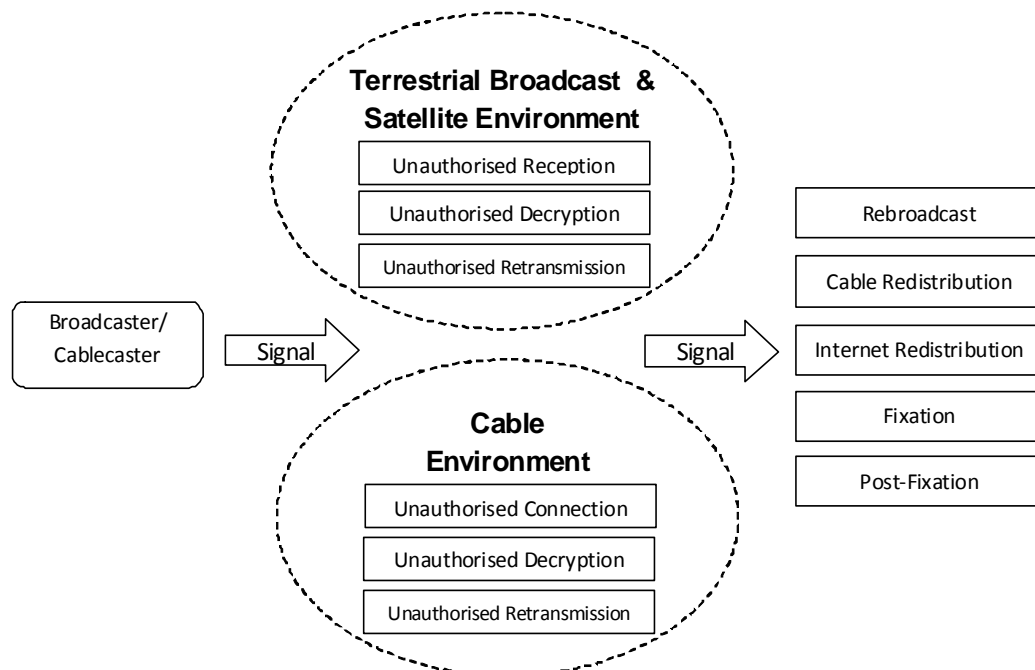 Terrestrial Broadcast &
Satellite Environment
Unauthorised Reception
Unauthorised Decryption
Unauthorised Retransmission
Broadcaster/
Cablecaster
Signal
Cable
Environment
Unauthorised Connection
Unauthorised Decryption
Unauthorised Retransmission
Signal
Rebroadcast
Cable Redistribution
Internet Redistribution
Fixation
Post-Fixation